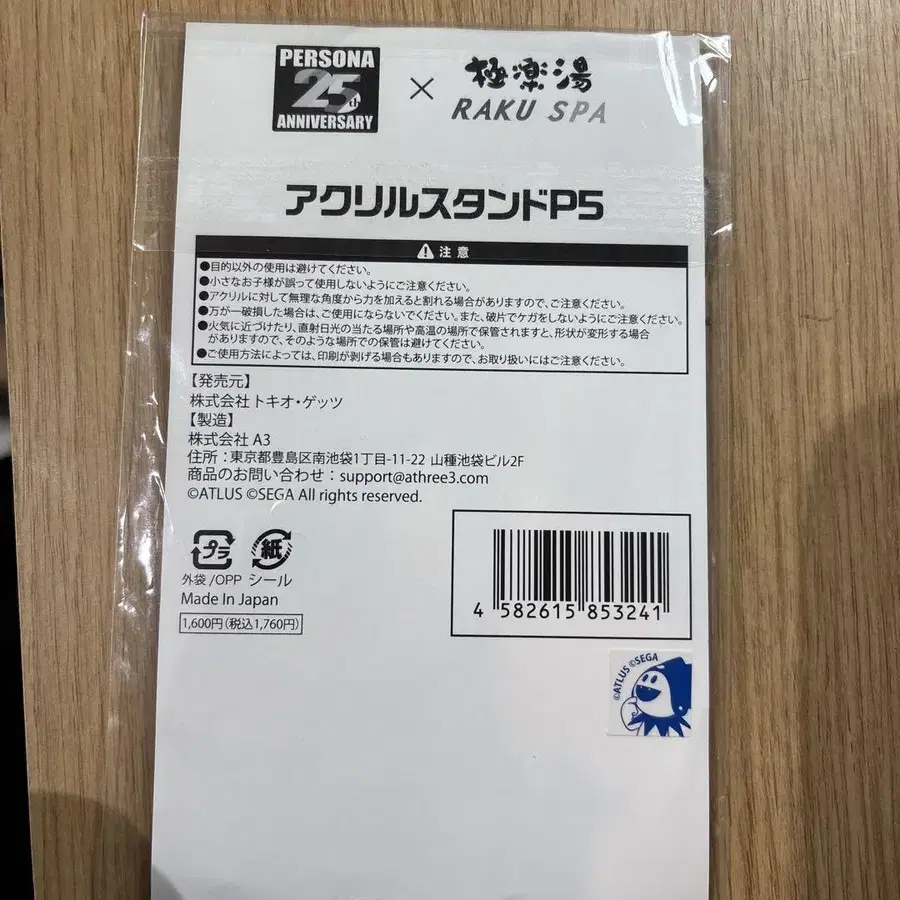 PERSONA
25th
ANNIVERSARY
×
極楽湯
RAKU SPA
アクリルスタンドP5
注意
●目的以外の使用は避けてください。
●小さなお子様が誤って使用しないようにご注意ください。
●アクリルに対して無理な角度から力を加えると割れる場合がありますので、ご注意ください。
●万が一破損した場合は、ご使用にならないでください。また、破片でケガをしないようにご注意ください。
●火気に近づけたり、直射日光の当たる場所や高温の場所で保管されますと、形状が変形する場合
がありますので、そのような場所での保管は避けてください。
●ご使用方法によっては、印刷が剥げる場合もありますので、お取り扱いにはご注意ください。
【発売元】
株式会社トキオ・ゲッツ
【製造】
株式会社 A3
住所：東京都豊島区南池袋1丁目-11-22 山種池袋ビル2F
商品のお問い合わせ：support@athree3.com
©ATLUS ©SEGA All rights reserved.
プラ 紙
外袋/OPP シール
Made In Japan
1,600円(税込1,760円)
4 582615 853241
©ATLUS ©SEGA